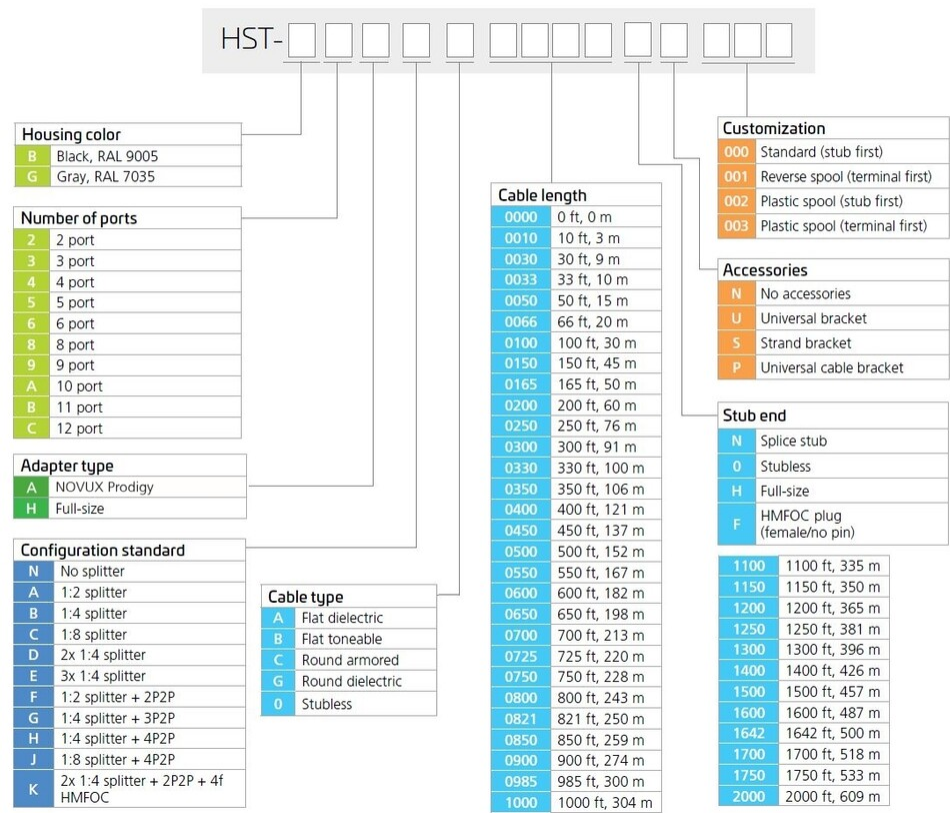 HST-
Housing color
B Black, RAL 9005
G Gray, RAL 7035
Number of ports
2 2 port
3 3 port
4 4 port
5 5 port
6 6 port
8 8 port
9 9 port
A 10 port
B 11 port
C 12 port
Adapter type
A NOVUX Prodigy
H Full-size
Configuration standard
N No splitter
A 1:2 splitter
B 1:4 splitter
C 1:8 splitter
D 2x 1:4 splitter
E 3x 1:4 splitter
F 1:2 splitter + 2P2P
G 1:4 splitter + 3P2P
H 1:4 splitter + 4P2P
J 1:8 splitter + 4P2P
K 2x 1:4 splitter + 2P2P + 4f
HMFOC
Cable type
A Flat dielectric
B Flat toneable
C Round armored
G Round dielectric
0 Stubless
Cable length
0000 0 ft, 0 m
0010 10 ft, 3 m
0030 30 ft, 9 m
0033 33 ft, 10 m
0050 50 ft, 15 m
0066 66 ft, 20 m
0100 100 ft, 30 m
0150 150 ft, 45 m
0165 165 ft, 50 m
0200 200 ft, 60 m
0250 250 ft, 76 m
0300 300 ft, 91 m
0330 330 ft, 100 m
0350 350 ft, 106 m
0400 400 ft, 121 m
0450 450 ft, 137 m
0500 500 ft, 152 m
0550 550 ft, 167 m
0600 600 ft, 182 m
0650 650 ft, 198 m
0700 700 ft, 213 m
0725 725 ft, 220 m
0750 750 ft, 228 m
0800 800 ft, 243 m
0821 821 ft, 250 m
0850 850 ft, 259 m
0900 900 ft, 274 m
0985 985 ft, 300 m
1000 1000 ft, 304 m
1100 1100 ft, 335 m
1150 1150 ft, 350 m
1200 1200 ft, 365 m
1250 1250 ft, 381 m
1300 1300 ft, 396 m
1400 1400 ft, 426 m
1500 1500 ft, 457 m
1600 1600 ft, 487 m
1642 1642 ft, 500 m
1700 1700 ft, 518 m
1750 1750 ft, 533 m
2000 2000 ft, 609 m
Stub end
N Splice stub
0 Stubless
H Full-size
F HMFOC plug
(female/no pin)
Accessories
N No accessories
U Universal bracket
S Strand bracket
P Universal cable bracket
Customization
000 Standard (stub first)
001 Reverse spool (terminal first)
002 Plastic spool (stub first)
003 Plastic spool (terminal first)